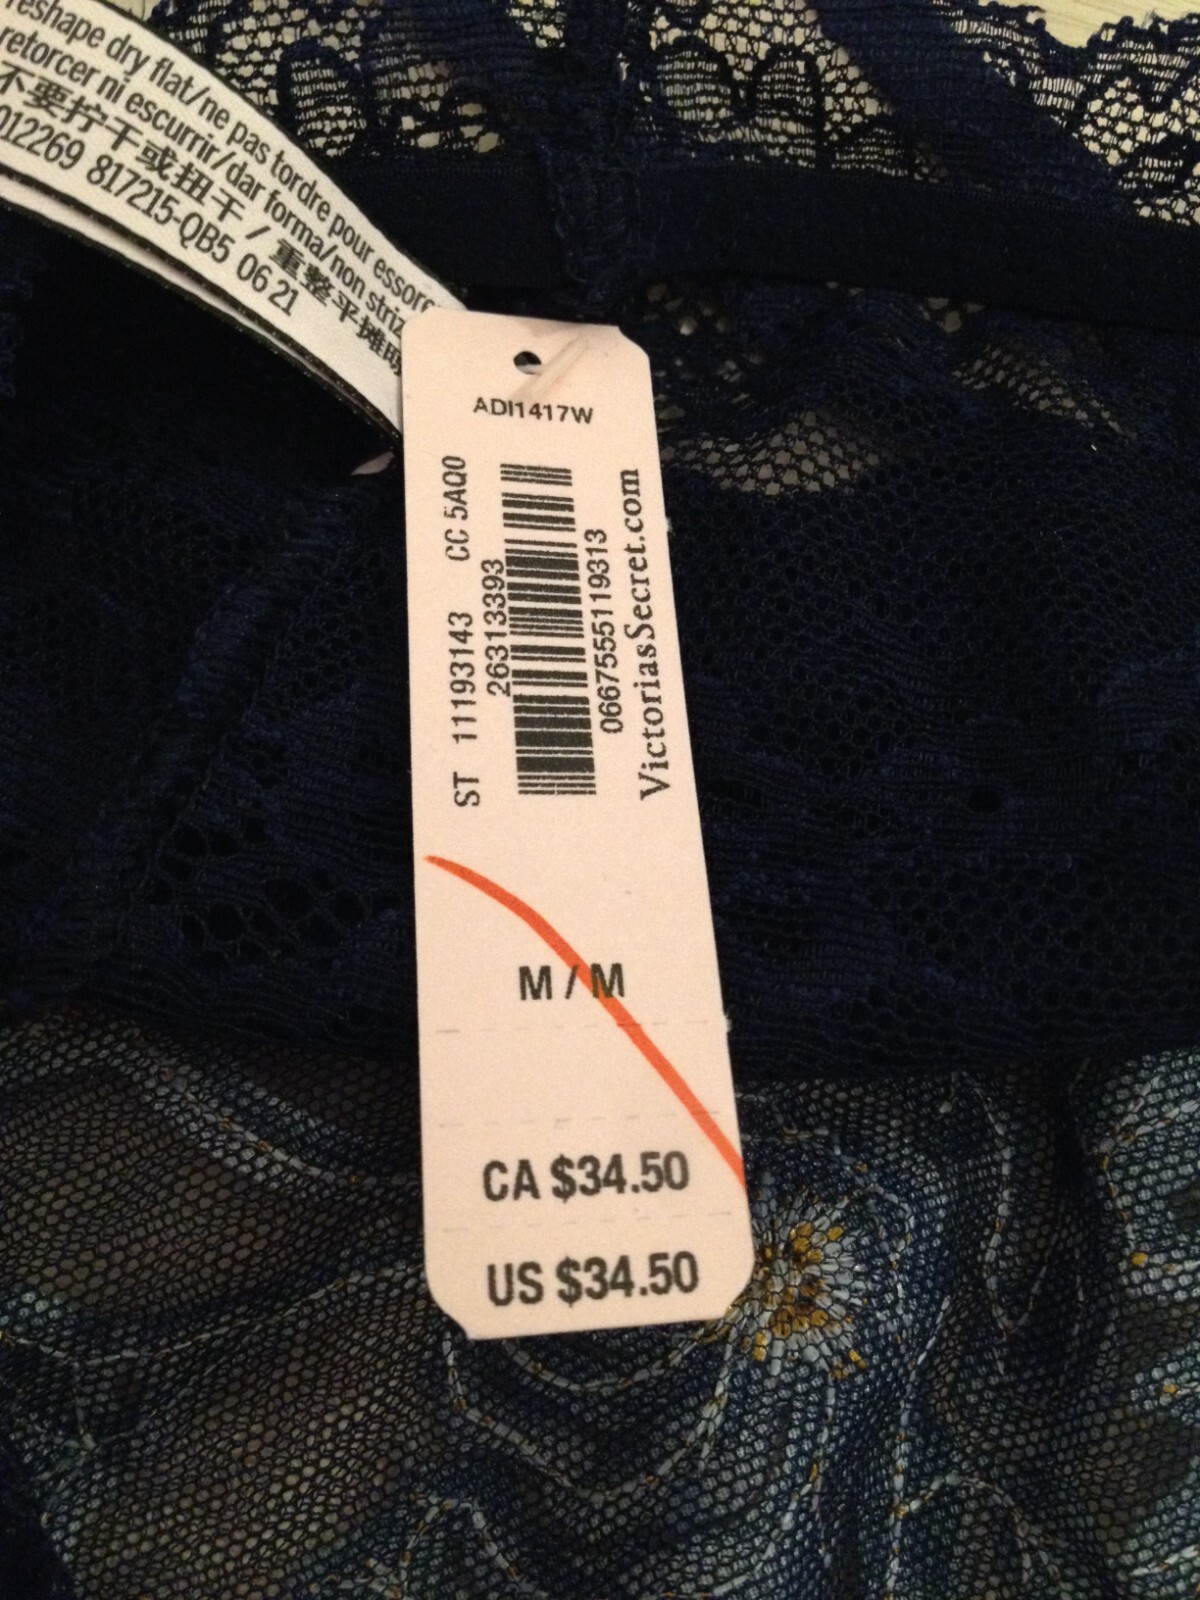 reshape dry flat/ne pas tordre pour essorer
retorcer ni escurrir/dar forma/non striz
不要拧干或扭干/重整平摊晾
012269 817215-QB5 06 21
ADI1417W
ST 11193143 CC 5AQ0
26313393
0667555119313
VictoriasSecret.com
M / M
CA $34.50
US $34.50